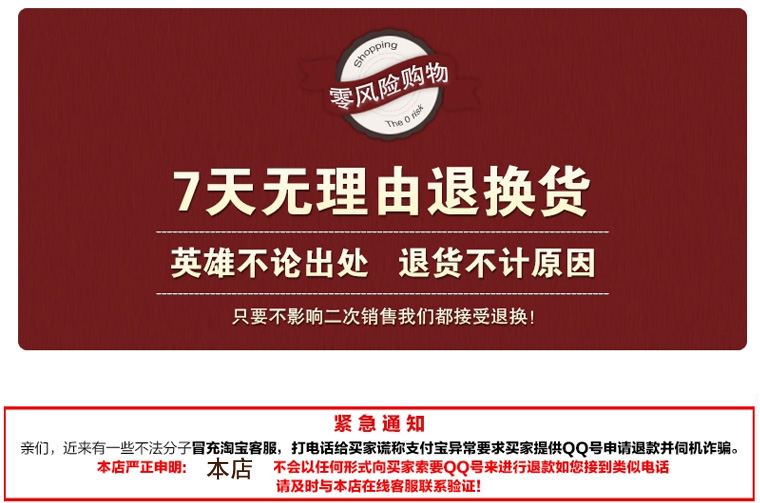 Shopping
零风险购物
The 0 risk
7天无理由退换货
英雄不论出处 退货不计原因
只要不影响二次销售我们都接受退换!
紧急通知
亲们，近来有一些不法分子冒充淘宝客服，打电话给买家谎称支付宝异常要求买家提供QQ号申请退款并伺机诈骗。
本店严正申明: 本店 不会以任何形式向买家索要QQ号来进行退款如您接到类似电话
请及时与本店在线客服联系验证!